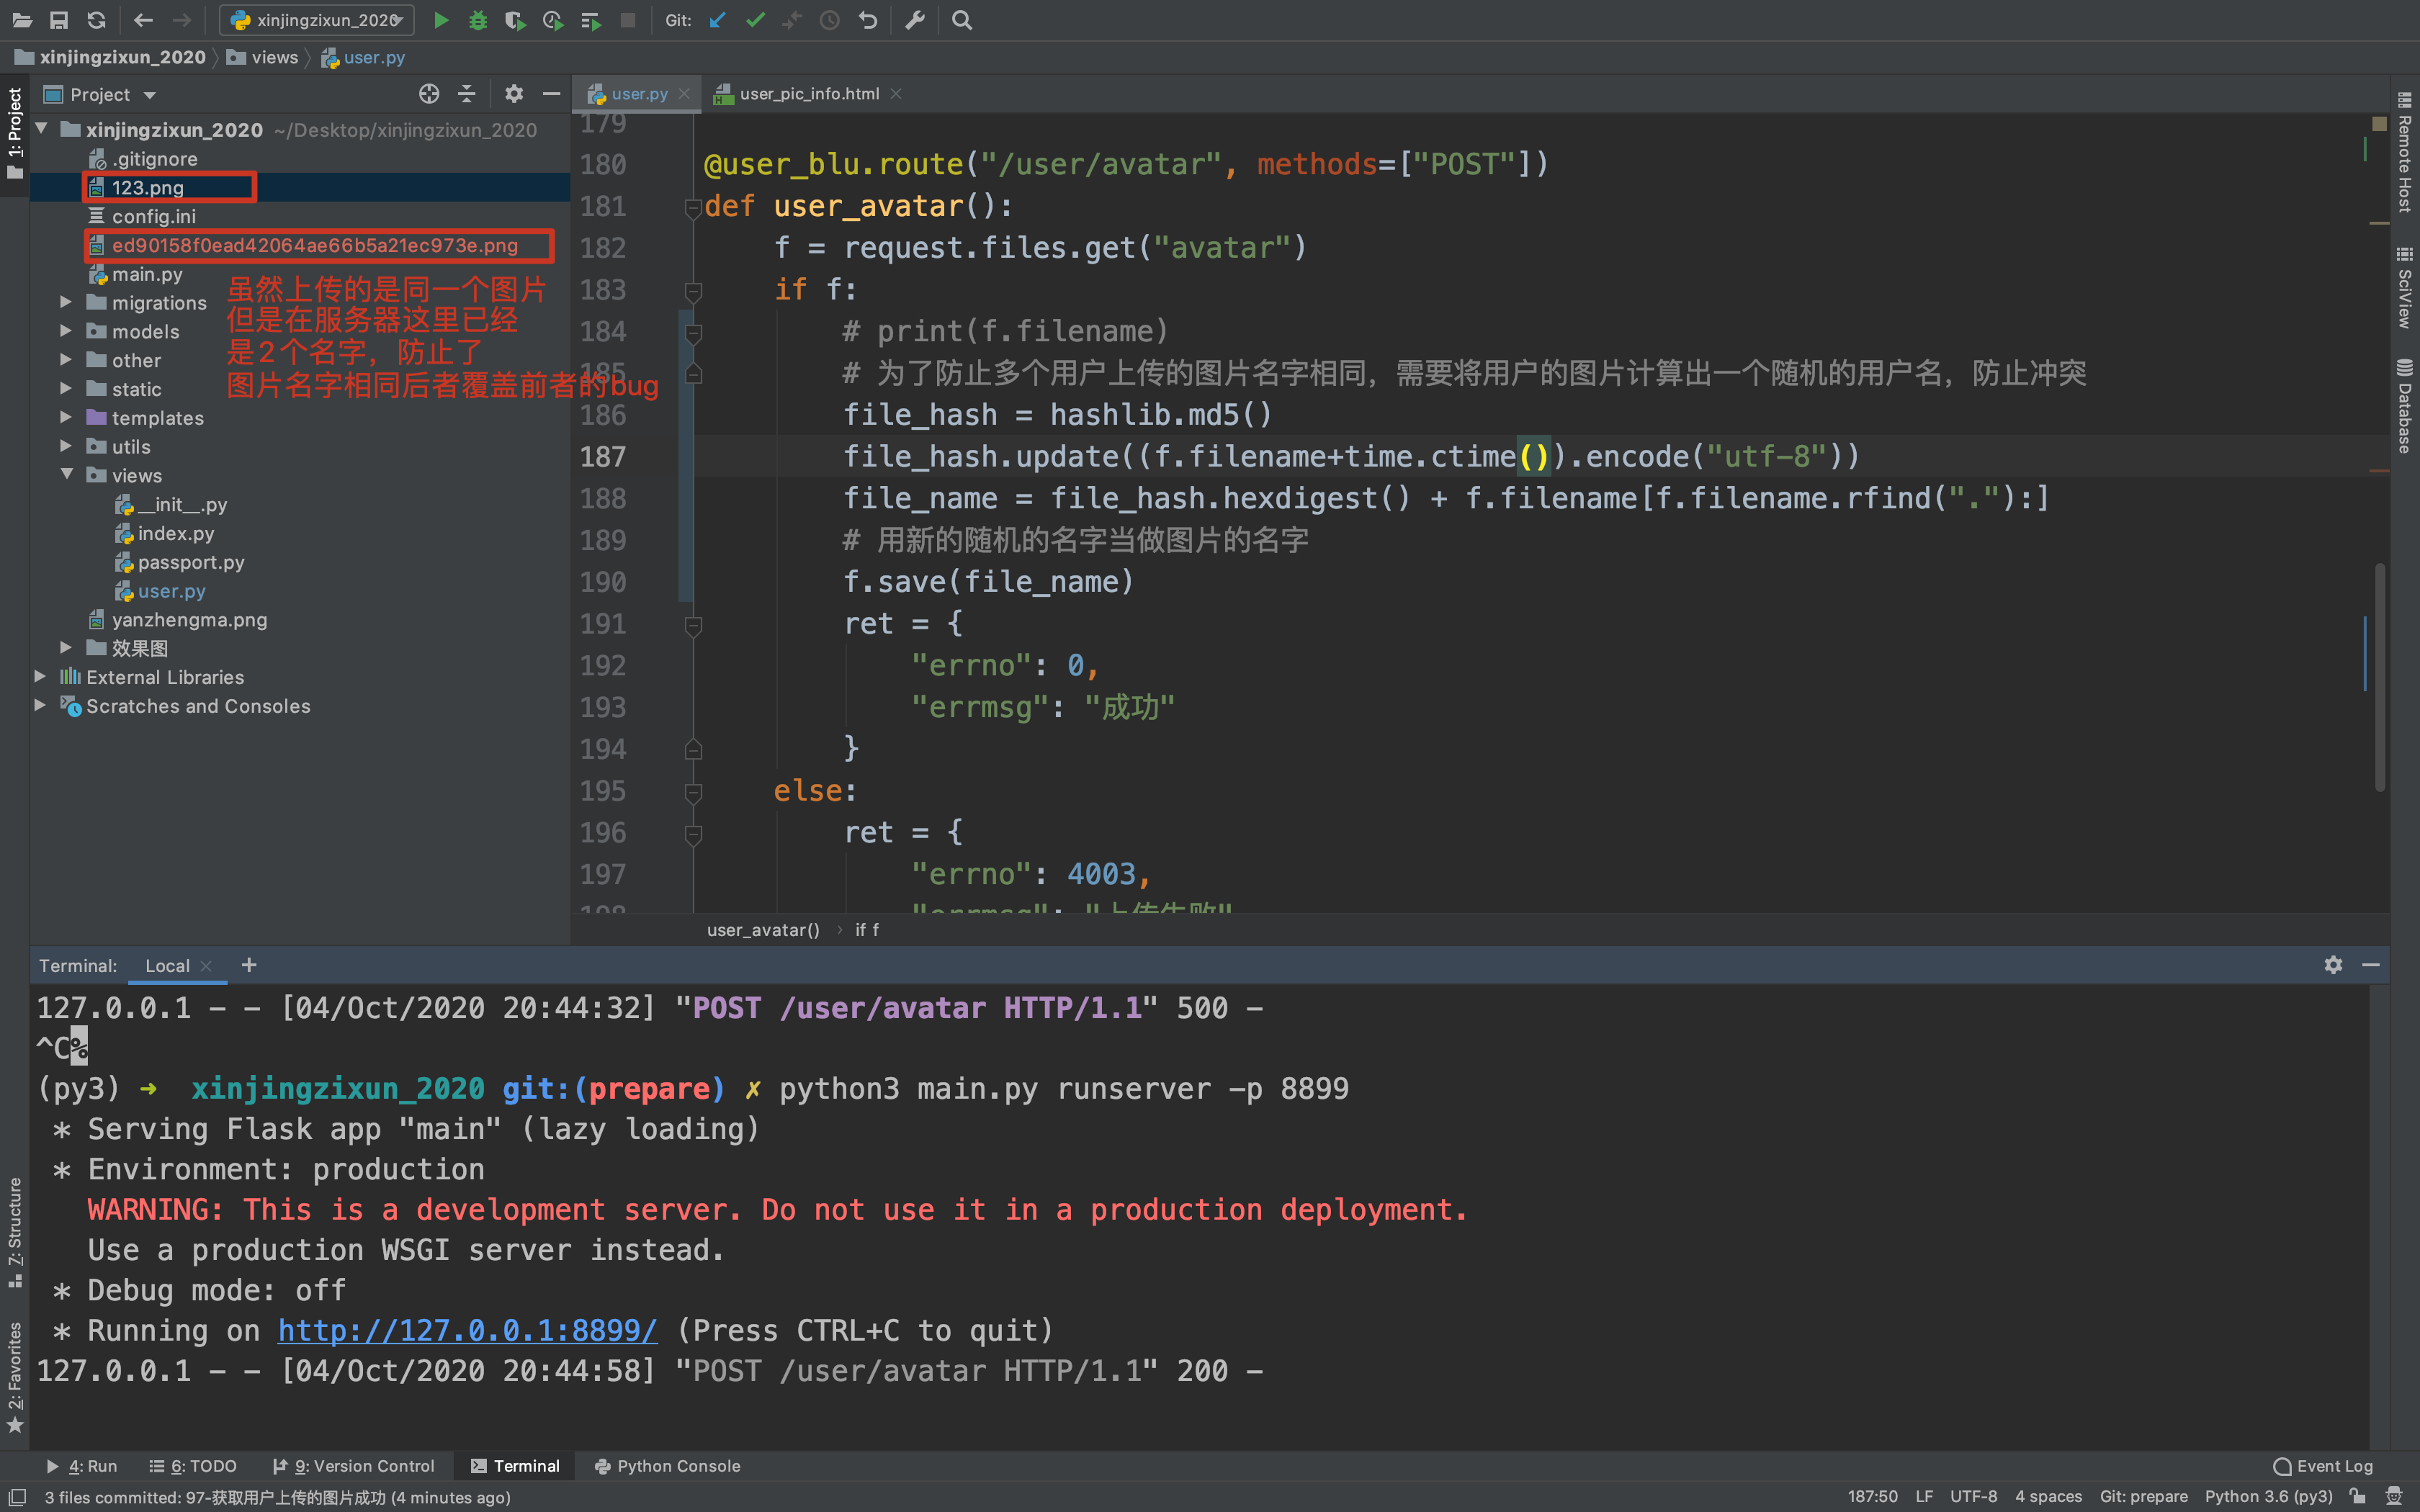 xinjingzixun_2020
Git:
xinjingzixun_2020
views
user.py
1: Project
Project
xinjingzixun_2020 ~/Desktop/xinjingzixun_2020
.gitignore
123.png
config.ini
ed90158f0ead42064ae66b5a21ec973e.png
main.py
migrations
models
other
static
templates
utils
views
__init__.py
index.py
passport.py
user.py
yanzhengma.png
效果图
External Libraries
Scratches and Consoles
虽然上传的是同一个图片
但是在服务器这里已经
是2个名字，防止了
图片名字相同后者覆盖前者的bug
user.py
user_pic_info.html
179
180 @user_blu.route("/user/avatar", methods=["POST"])
181 def user_avatar():
182 f = request.files.get("avatar")
183 if f:
184 # print(f.filename)
185 # 为了防止多个用户上传的图片名字相同，需要将用户的图片计算出一个随机的用户名，防止冲突
186 file_hash = hashlib.md5()
187 file_hash.update((f.filename+time.ctime()).encode("utf-8"))
188 file_name = file_hash.hexdigest() + f.filename[f.filename.rfind("."):]
189 # 用新的随机的名字当做图片的名字
190 f.save(file_name)
191 ret = {
192 "errno": 0,
193 "errmsg": "成功"
194 }
195 else:
196 ret = {
197 "errno": 4003,
198 "errmsg": "上传失败"
user_avatar() › if f
Remote Host
SciView
Database
Terminal: Local +
127.0.0.1 - - [04/Oct/2020 20:44:32] "POST /user/avatar HTTP/1.1" 500 -
^C%
(py3) ➜ xinjingzixun_2020 git:(prepare) ✗ python3 main.py runserver -p 8899
* Serving Flask app "main" (lazy loading)
* Environment: production
WARNING: This is a development server. Do not use it in a production deployment.
Use a production WSGI server instead.
* Debug mode: off
* Running on http://127.0.0.1:8899/ (Press CTRL+C to quit)
127.0.0.1 - - [04/Oct/2020 20:44:58] "POST /user/avatar HTTP/1.1" 200 -
7: Structure
2: Favorites
4: Run
6: TODO
9: Version Control
Terminal
Python Console
Event Log
3 files committed: 97-获取用户上传的图片成功 (4 minutes ago)
187:50 LF UTF-8 4 spaces Git: prepare Python 3.6 (py3)